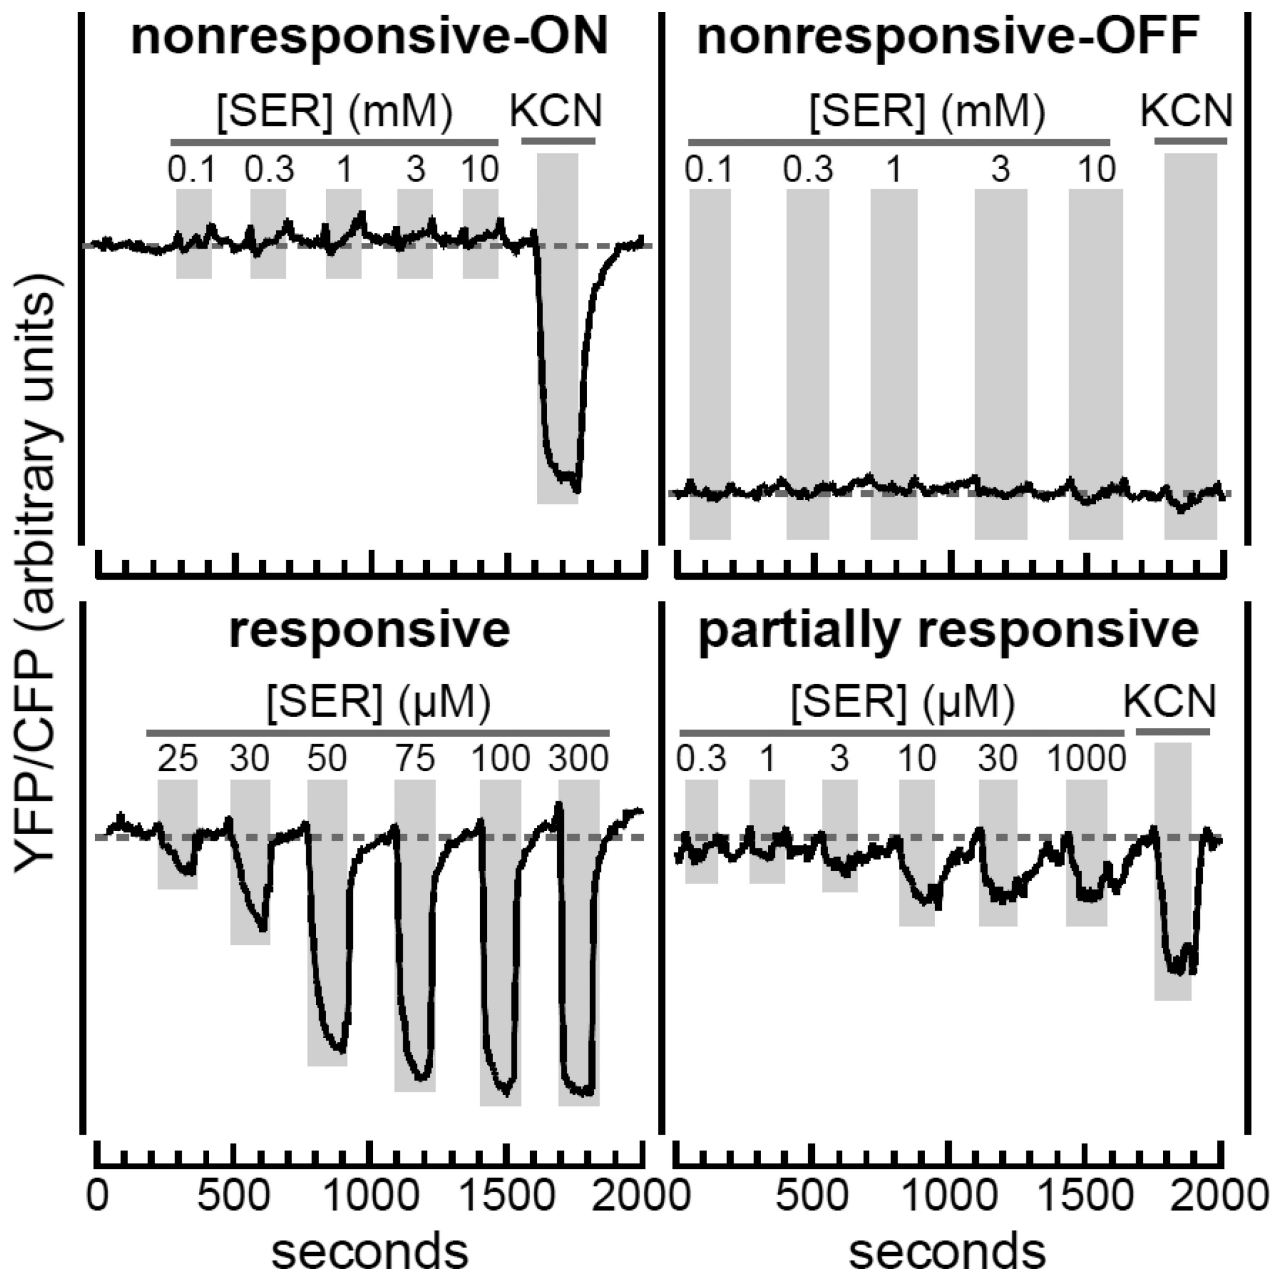 nonresponsive-ON
nonresponsive-OFF
[SER] (mM)
KCN
[SER] (mM)
KCN
0.1 0.3 1 3 10
0.1 0.3 1 3 10
YFP/CFP (arbitrary units)
responsive
partially responsive
[SER] (µM)
[SER] (µM)
KCN
25 30 50 75 100 300
0.3 1 3 10 30 1000
0 500 1000 1500 2000
0 500 1000 1500 2000
seconds
seconds